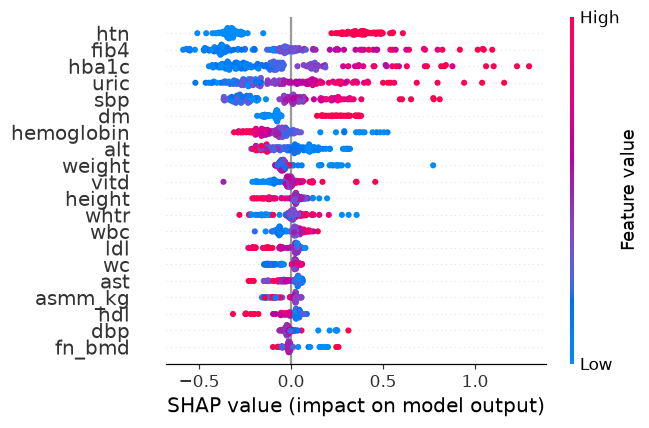 High
htn
fib4
hba1c
uric
sbp
dm
hemoglobin
alt
weight
vitd
height
whtr
wbc
ldl
wc
ast
asmm_kg
hdl
dbp
fn_bmd
Feature value
Low
−0.5 0.0 0.5 1.0
SHAP value (impact on model output)